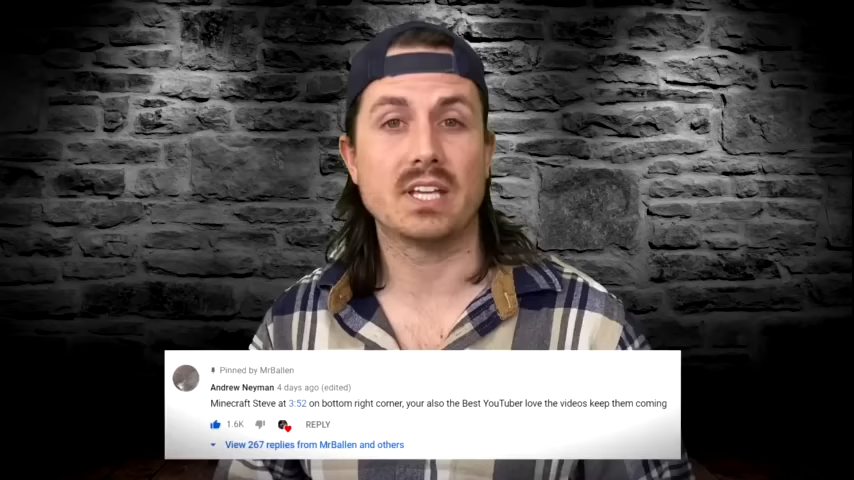 Pinned by MrBallen
Andrew Neyman 4 days ago (edited)
Minecraft Steve at 3:52 on bottom right corner, your also the Best YouTuber love the videos keep them coming
1.6K REPLY
View 267 replies from MrBallen and others